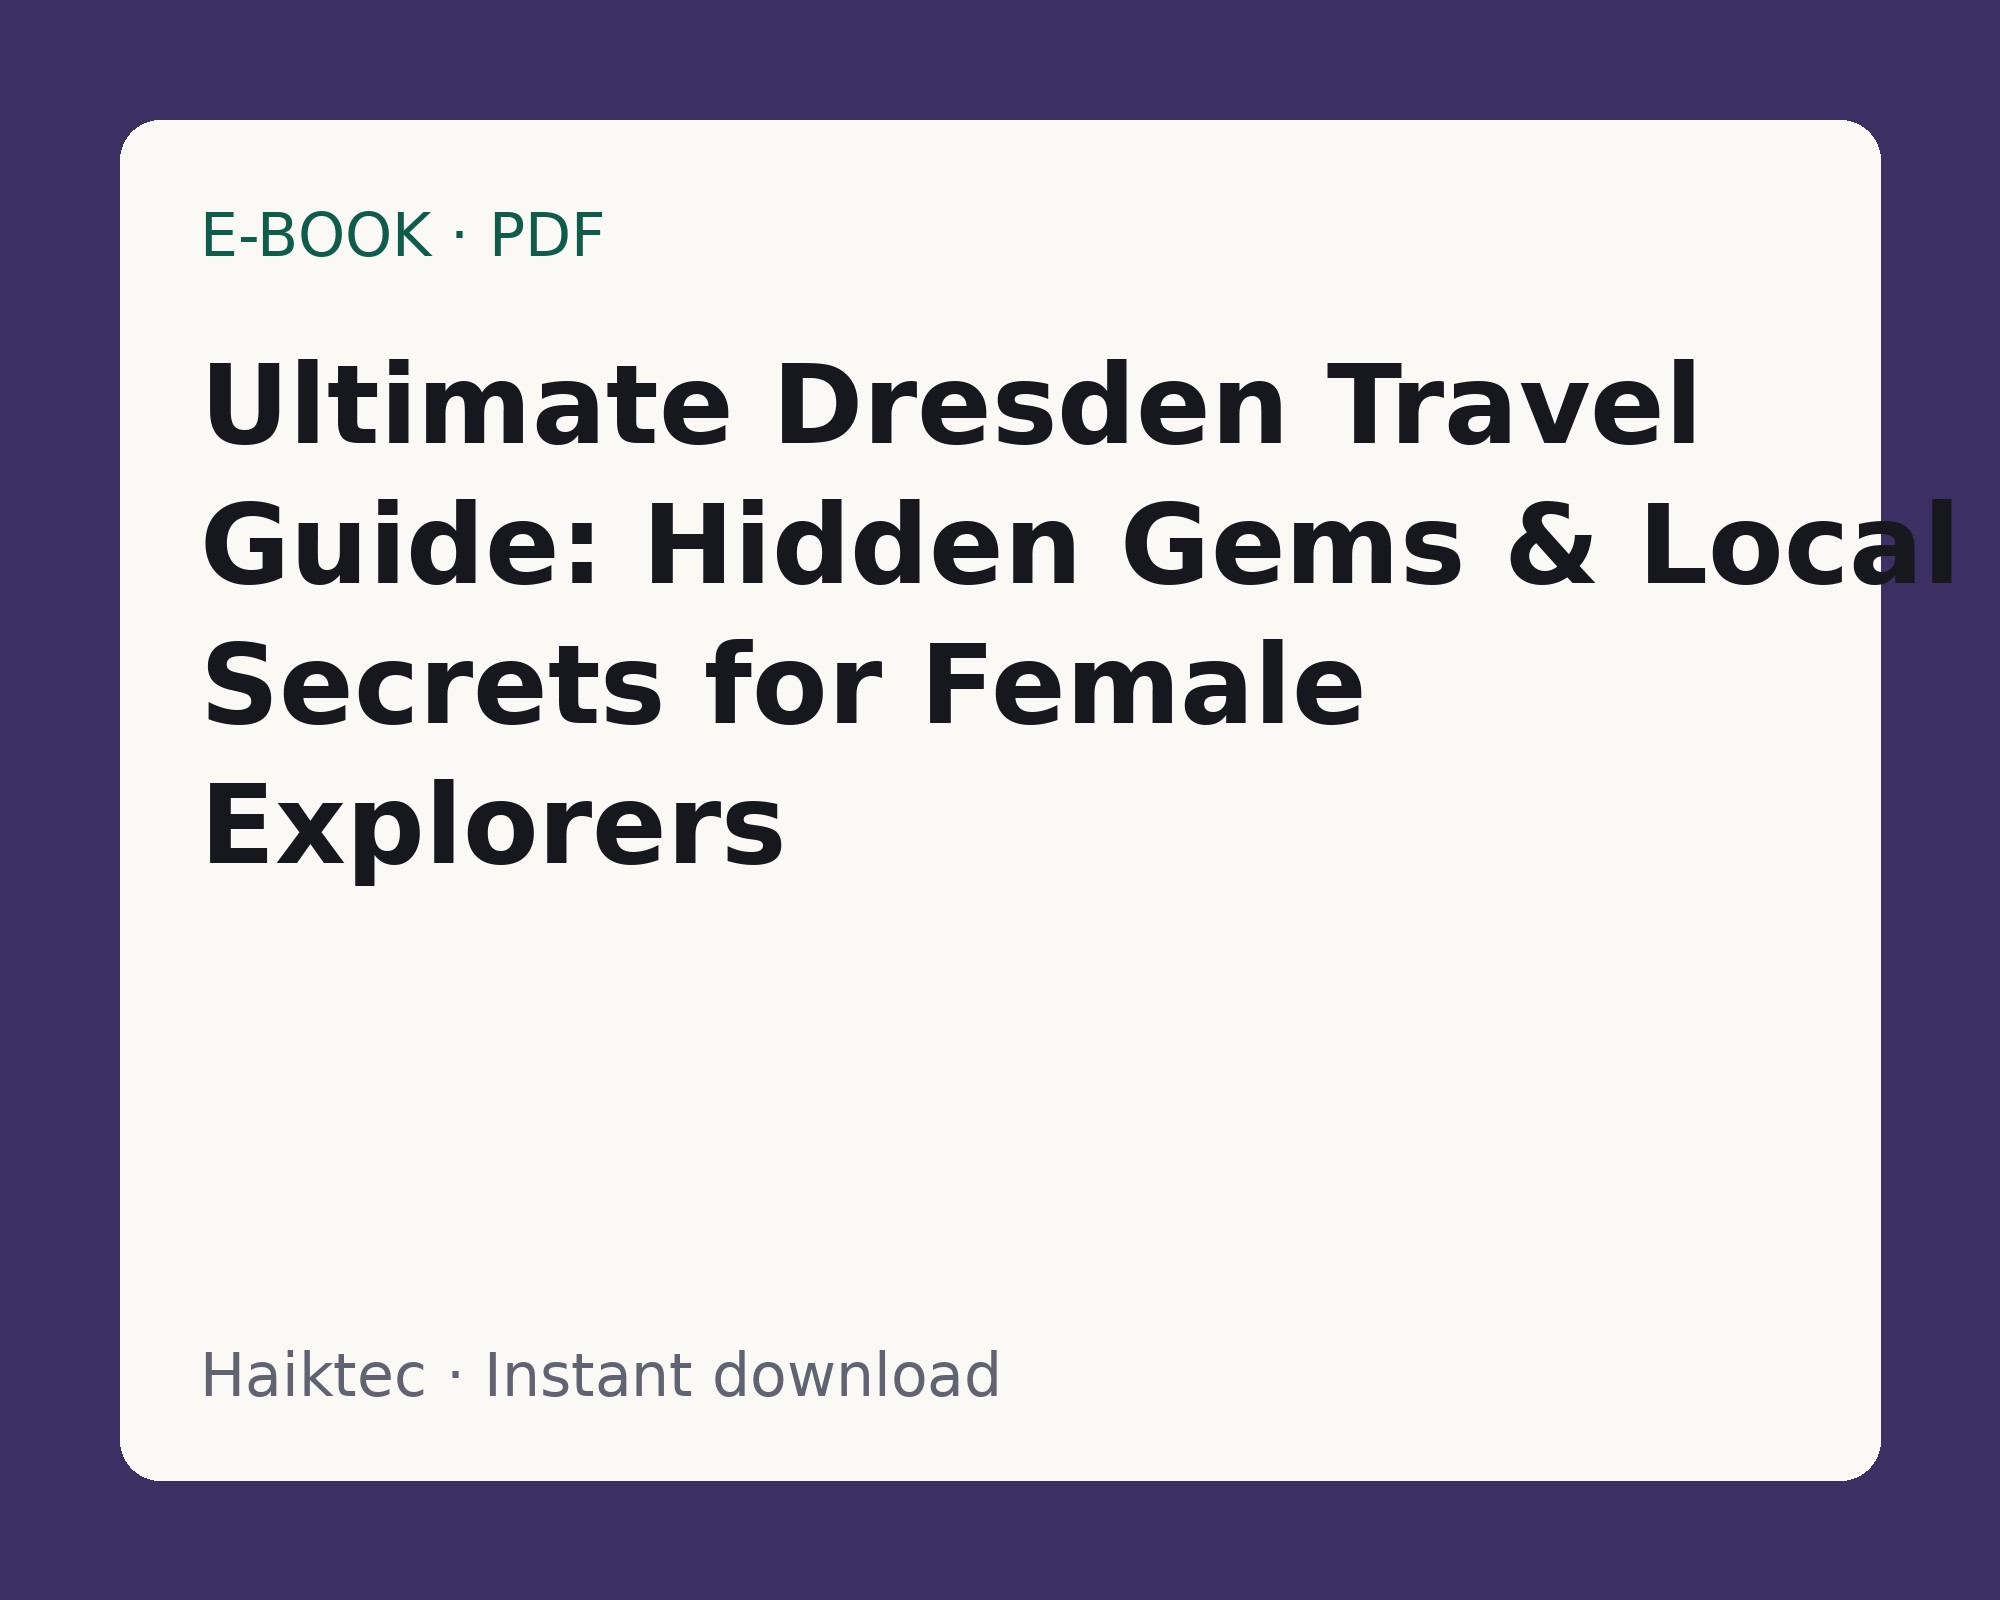 E-BOOK · PDF
Ultimate Dresden Travel
Guide: Hidden Gems & Local
Secrets for Female
Explorers
Haiktec · Instant download